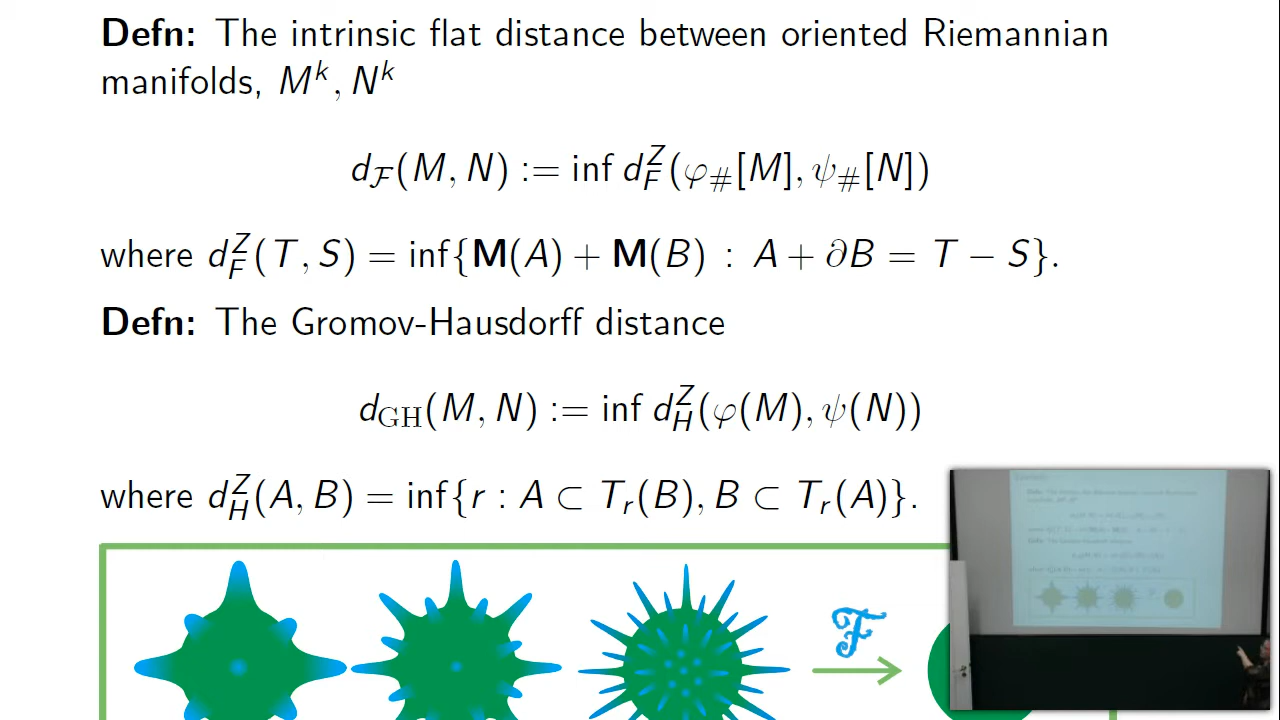 Defn: The intrinsic flat distance between oriented Riemannian
manifolds, M^k, N^k
d_ℱ(M, N) := inf d_F^Z(φ_#[M], ψ_#[N])
where d_F^Z(T, S) = inf{M(A) + M(B) : A + ∂B = T − S}.
Defn: The Gromov-Hausdorff distance
d_GH(M, N) := inf d_H^Z(φ(M), ψ(N))
where d_H^Z(A, B) = inf{r : A ⊂ T_r(B), B ⊂ T_r(A)}.
ℱ